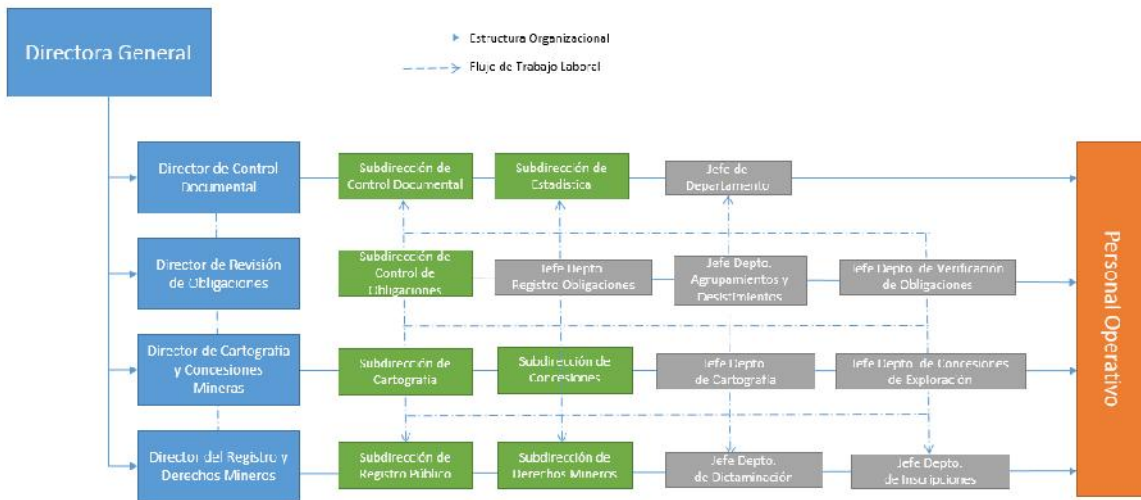 Directora General
Estructura Organizacional
Flujo de Trabajo Laboral
Director de Control
Documental
Subdirección de
Control Documental
Subdirección de
Estadística
Jefe de
Departamento
Director de Revisión
de Obligaciones
Subdirección de
Control de
Obligaciones
Jefe Depto.
Registro Obligaciones
Jefe Depto.
Agrupamientos y
Desistimientos
Jefe Depto. de Verificación
de Obligaciones
Director de Cartografía
y Concesiones
Mineras
Subdirección de
Cartografía
Subdirección de
Concesiones
Jefe Depto.
de Cartografía
Jefe Depto. de Concesiones
de Exploración
Director del Registro y
Derechos Mineros
Subdirección de
Registro Público
Subdirección de
Derechos Mineros
Jefe Depto.
de Dictaminación
Jefe Depto.
de Inscripciones
Personal Operativo